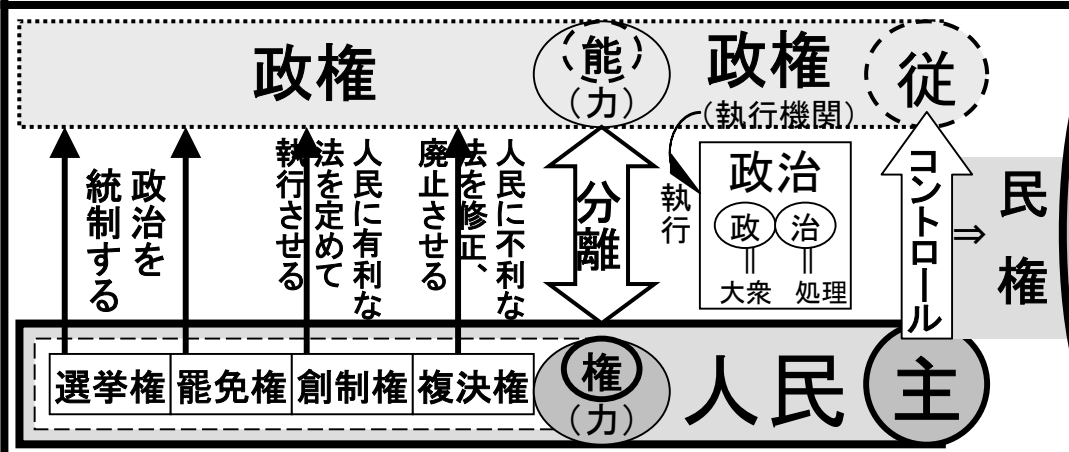 政権
能
(力)
政権
(執行機関)
従
政治を
統制する
人民に有利な
法を定めて
執行させる
人民に不利な
法を修正、
廃止させる
分離
執行
政治
政
治
||
||
大衆
処理
コントロール
⇒
民権
選挙権
罷免権
創制権
複決権
権
(力)
人民
主